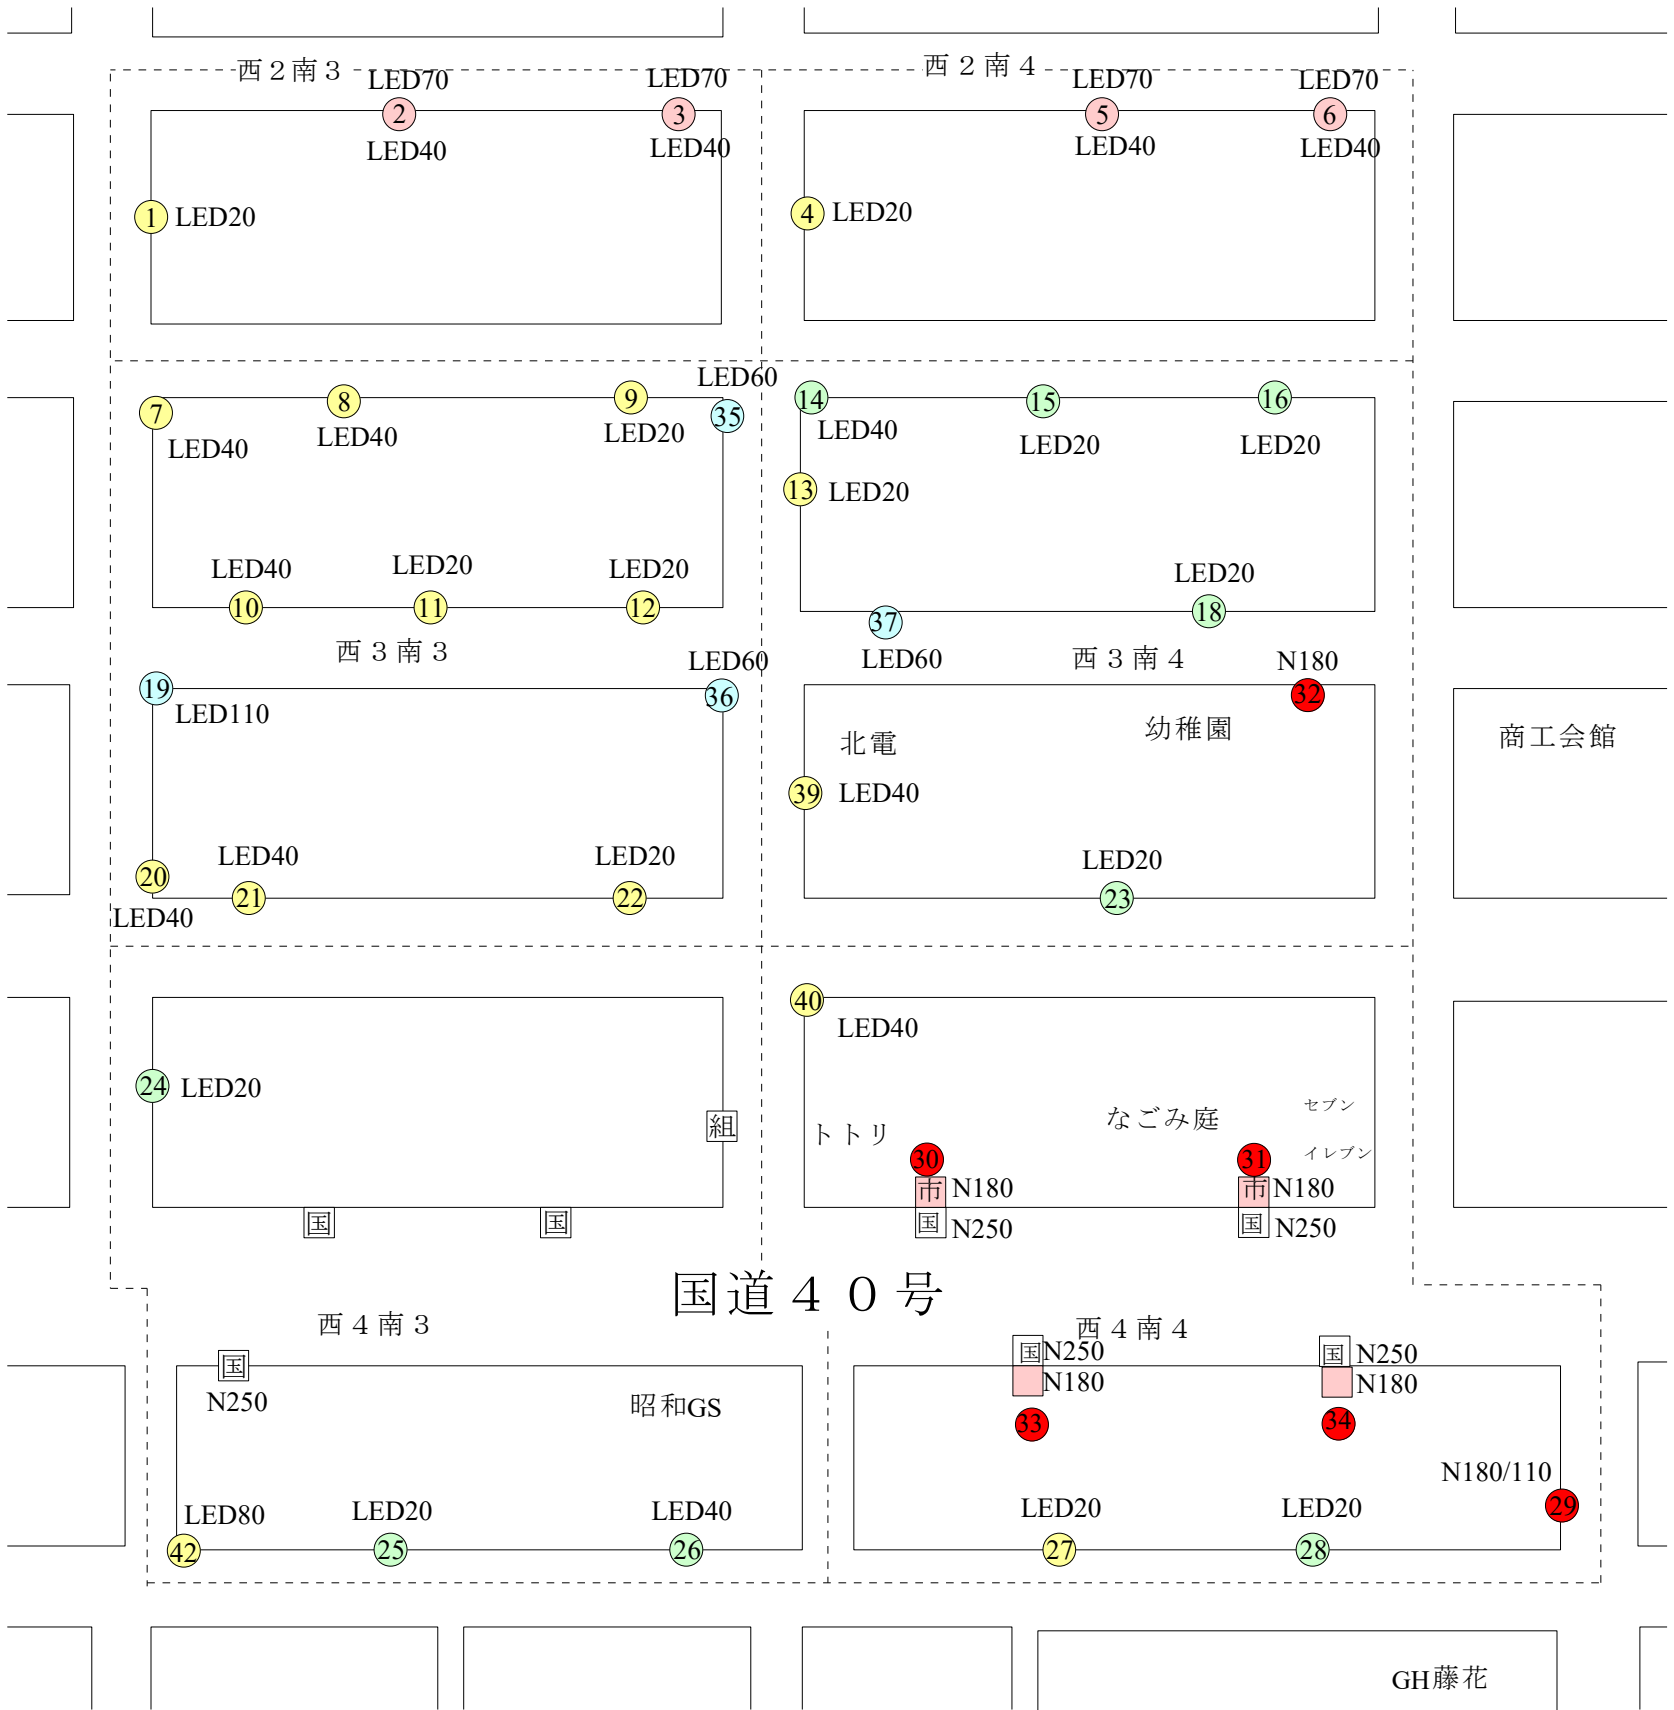 西２南３
西２南４
LED70
LED70
LED70
LED70
2
3
5
6
LED40
LED40
LED40
LED40
1 LED20
4 LED20
LED60
7
8
9
35
14
15
16
LED40
LED40
LED20
LED40
LED20
LED20
13 LED20
LED40
LED20
LED20
LED20
10
11
12
37
18
西３南３
LED60
LED60
西３南４
N180
19
36
32
LED110
北電
幼稚園
商工会館
39 LED40
LED40
LED20
LED20
20
21
22
23
LED40
40
LED40
24 LED20
組
トトリ
なごみ庭
セブン
イレブン
30
31
市 N180
市 N180
国
国
国 N250
国 N250
国道４０号
西４南３
西４南４
国
国 N250
国 N250
N180
N180
N250
昭和GS
33
34
N180/110
29
LED80
LED20
LED40
LED20
LED20
42
25
26
27
28
GH藤花